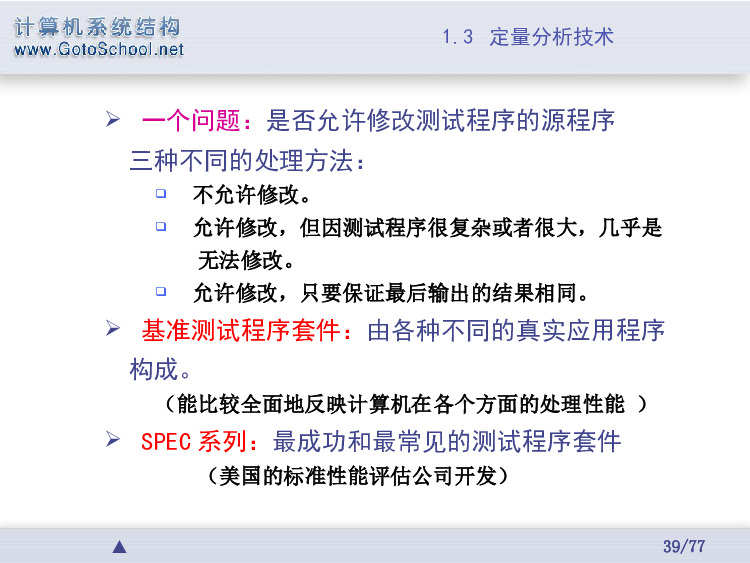 计算机系统结构
www.GotoSchool.net
1.3 定量分析技术
➢ 一个问题：是否允许修改测试程序的源程序
三种不同的处理方法：
❑ 不允许修改。
❑ 允许修改，但因测试程序很复杂或者很大，几乎是
无法修改。
❑ 允许修改，只要保证最后输出的结果相同。
➢ 基准测试程序套件：由各种不同的真实应用程序
构成。
（能比较全面地反映计算机在各个方面的处理性能 ）
➢ SPEC 系列：最成功和最常见的测试程序套件
（美国的标准性能评估公司开发）
▲
39/77